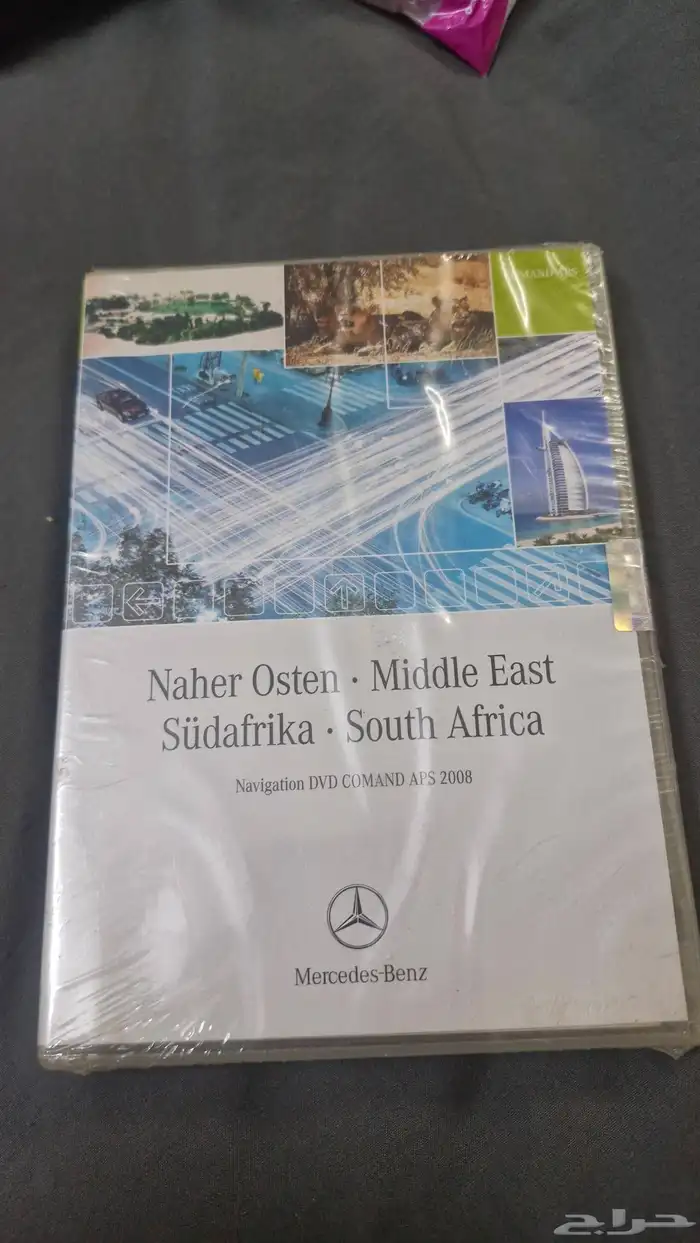 Naher Osten · Middle East
Südafrika · South Africa
Navigation DVD COMAND APS 2008
Mercedes-Benz
حراج